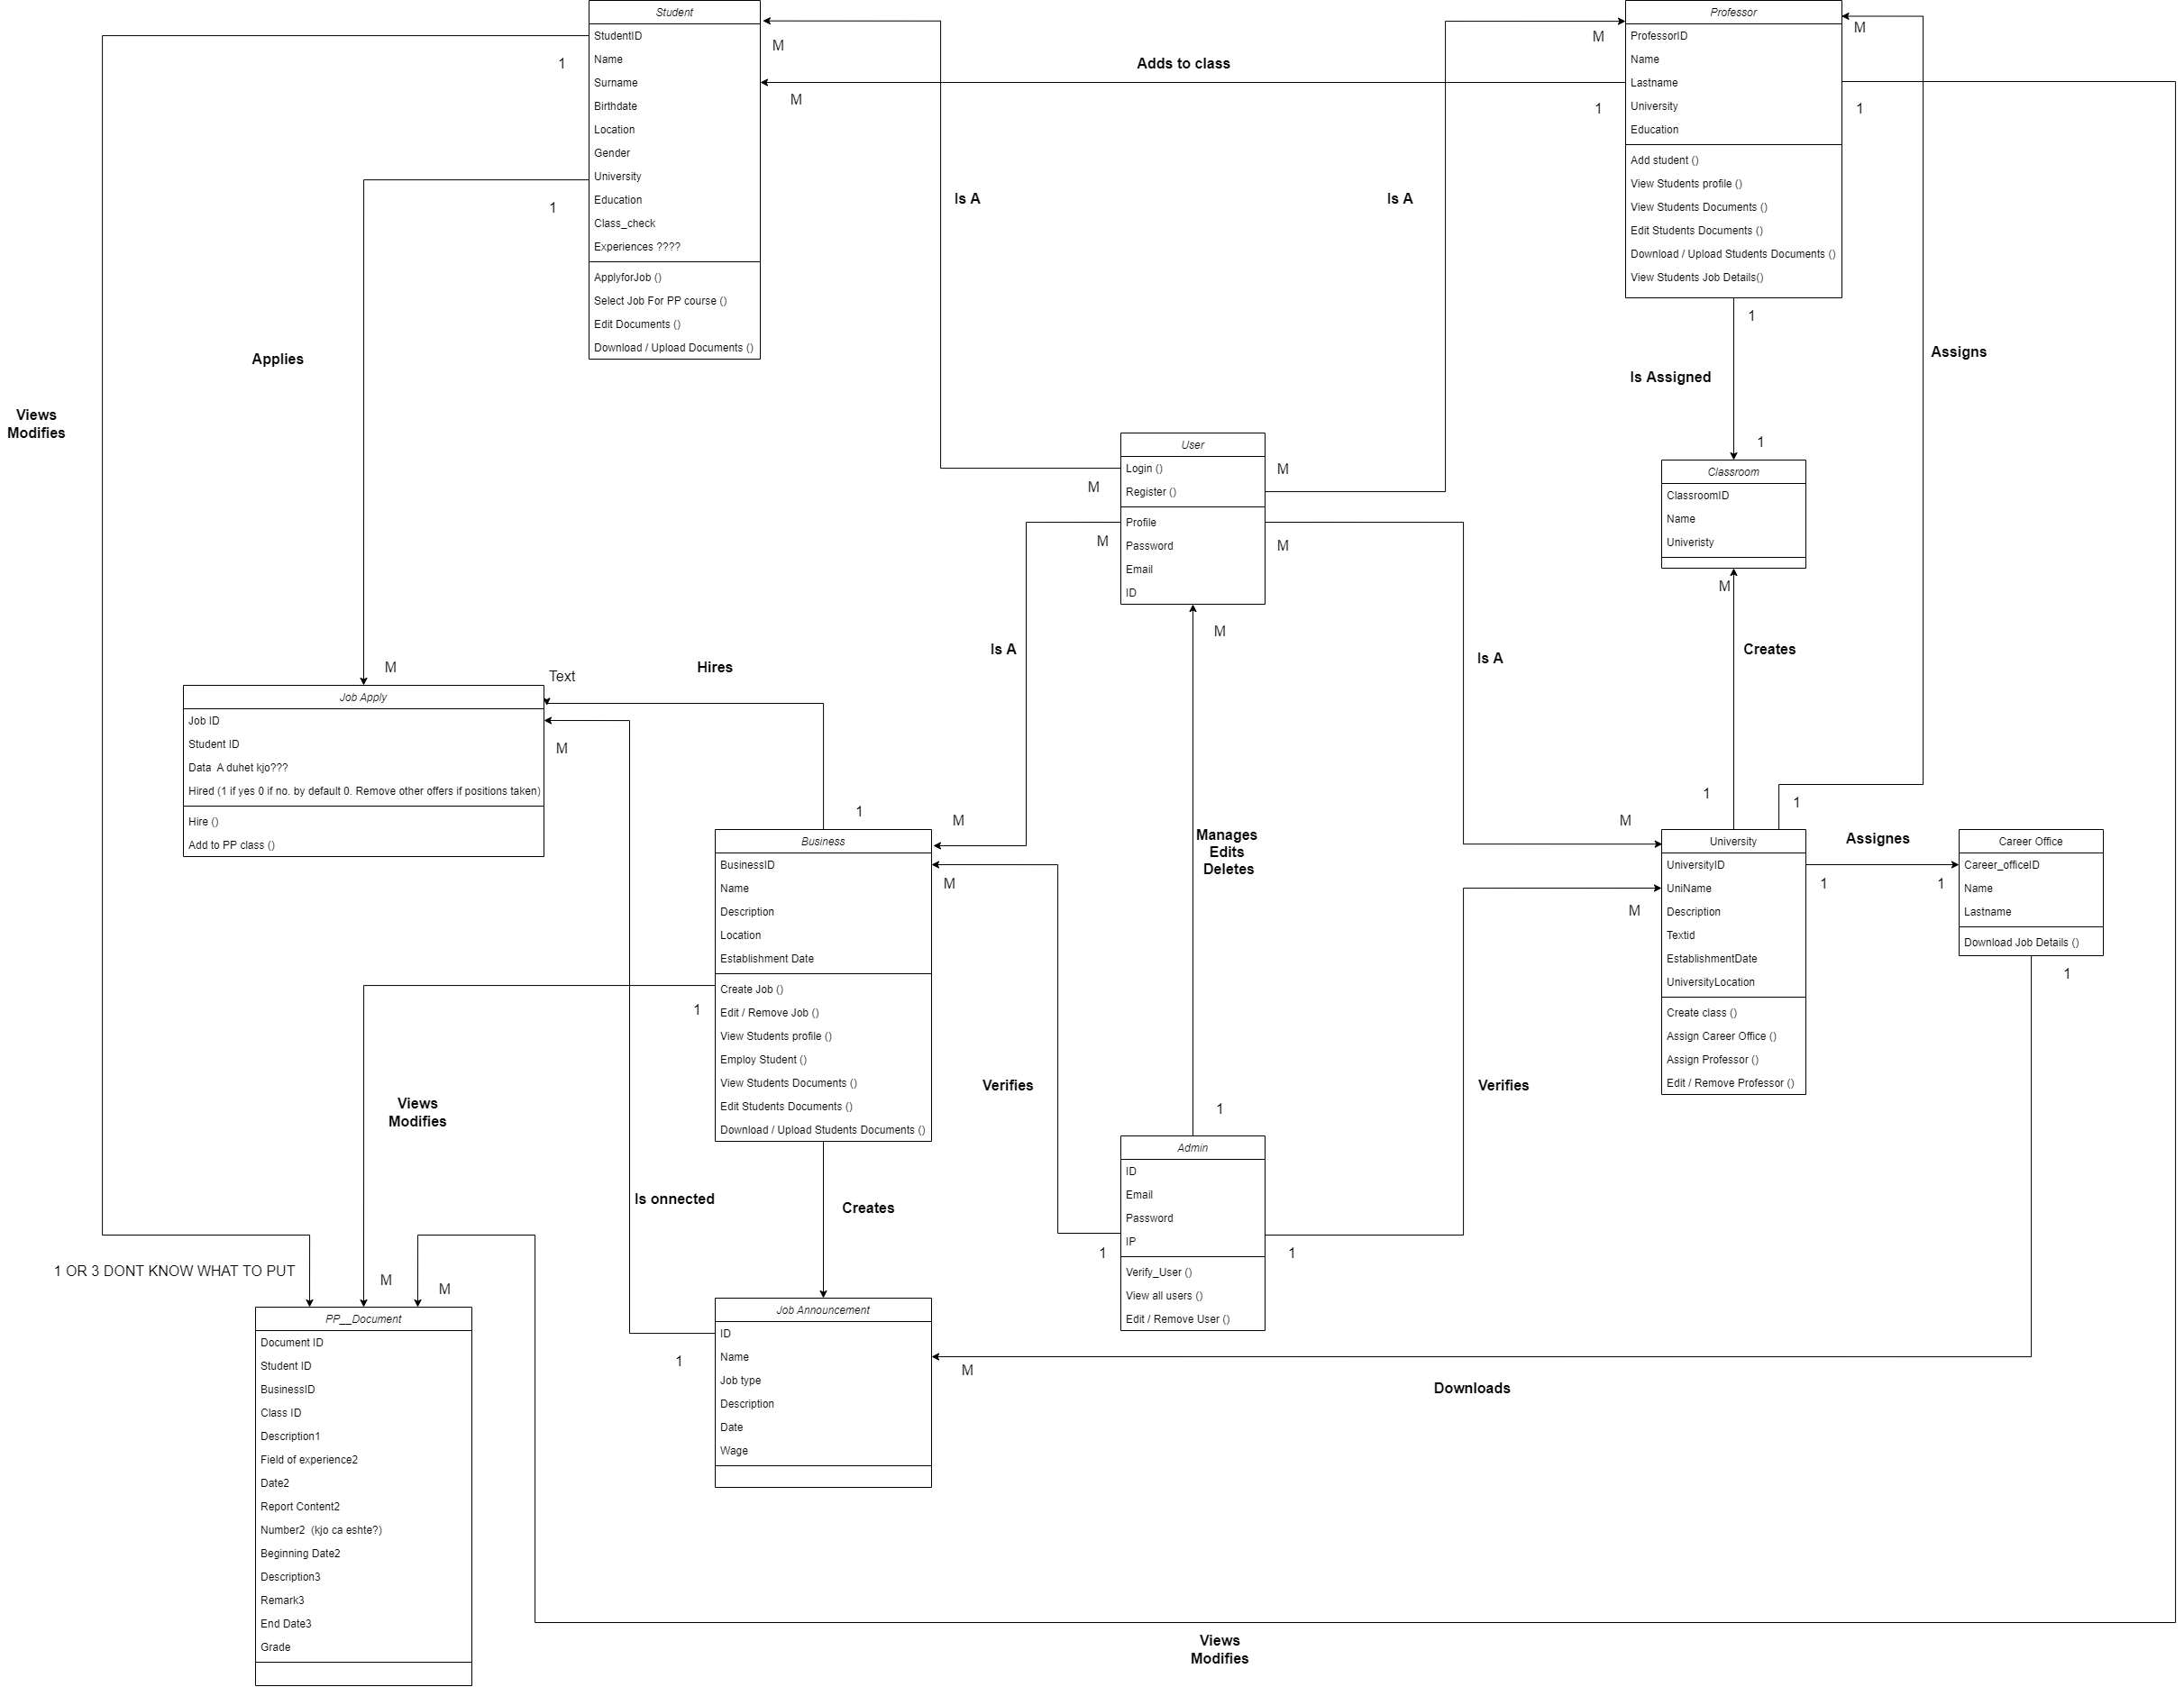 Student
StudentID
Name
Surname
Birthdate
Location
Gender
University
Education
Class_check
Experiences ????
ApplyforJob ()
Select Job For PP course ()
Edit Documents ()
Download / Upload Documents ()
1
1
M
M
Adds to class
Is A
Is A
M
1
Professor
ProfessorID
Name
Lastname
University
Education
Add student ()
View Students profile ()
View Students Documents ()
Edit Students Documents ()
Download / Upload Students Documents ()
View Students Job Details()
M
1
1
Is Assigned
1
Assigns
Applies
Views
Modifies
User
Login ()
Register ()
Profile
Password
Email
ID
M
M
M
M
M
Classroom
ClassroomID
Name
Univeristy
M
Creates
1
1
Is A
Is A
M
Hires
Text
Job Apply
Job ID
Student ID
Data  A duhet kjo???
Hired (1 if yes 0 if no. by default 0. Remove other offers if positions taken)
Hire ()
Add to PP class ()
M
1
M
Business
BusinessID
Name
Description
Location
Establishment Date
Create Job ()
Edit / Remove Job ()
View Students profile ()
Employ Student ()
View Students Documents ()
Edit Students Documents ()
Download / Upload Students Documents ()
M
1
Manages
Edits
Deletes
M
M
University
UniversityID
UniName
Description
Textid
EstablishmentDate
UniversityLocation
Create class ()
Assign Career Office ()
Assign Professor ()
Edit / Remove Professor ()
Assignes
1
1
Career Office
Career_officeID
Name
Lastname
Download Job Details ()
1
Views
Modifies
Verifies
Verifies
1
Admin
ID
Email
Password
IP
Verify_User ()
View all users ()
Edit / Remove User ()
1
1
Is onnected
Creates
1 OR 3 DONT KNOW WHAT TO PUT
M
M
Job Announcement
ID
Name
Job type
Description
Date
Wage
1
M
Downloads
PP__Document
Document ID
Student ID
BusinessID
Class ID
Description1
Field of experience2
Date2
Report Content2
Number2  (kjo ca eshte?)
Beginning Date2
Description3
Remark3
End Date3
Grade
Views
Modifies